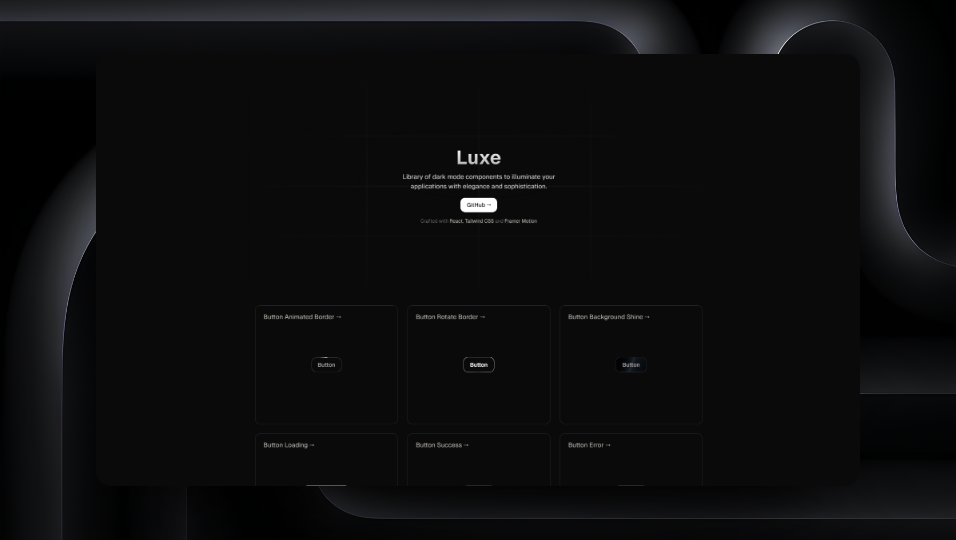 Luxe
Library of dark mode components to illuminate your
applications with elegance and sophistication.
GitHub →
Crafted with React, Tailwind CSS and Framer Motion
Button Animated Border →
Button Rotate Border →
Button Background Shine →
Button
Button
Button
Button Loading →
Button Success →
Button Error →